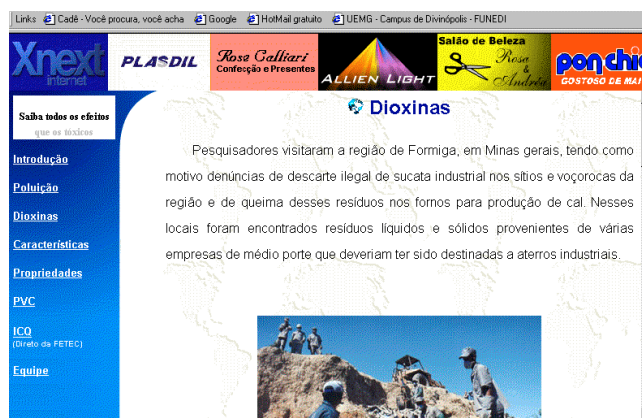 Links Cadê - Você procura, você acha Google HotMail gratuito UEMG - Campus de Divinópolis - FUNEDI
Xnext
internet
PLASDIL
Rose Calliari
Confecção e Presentes
ALLIEN LIGHT
Salão de Beleza
Rosa
&
Andréa
GOSTOSO DE
Saiba todos os efeitos
que os tóxicos
Introdução
Poluição
Dioxinas
Características
Propriedades
PVC
ICQ
(Direto da FETEC)
Equipe
Dioxinas
Pesquisadores visitaram a região de Formiga, em Minas gerais, tendo como
motivo denúncias de descarte ilegal de sucata industrial nos sítios e voçorocas da
região e de queima desses resíduos nos fornos para produção de cal. Nesses
locais foram encontrados resíduos líquidos e sólidos provenientes de várias
empresas de médio porte que deveriam ter sido destinadas a aterros industriais.